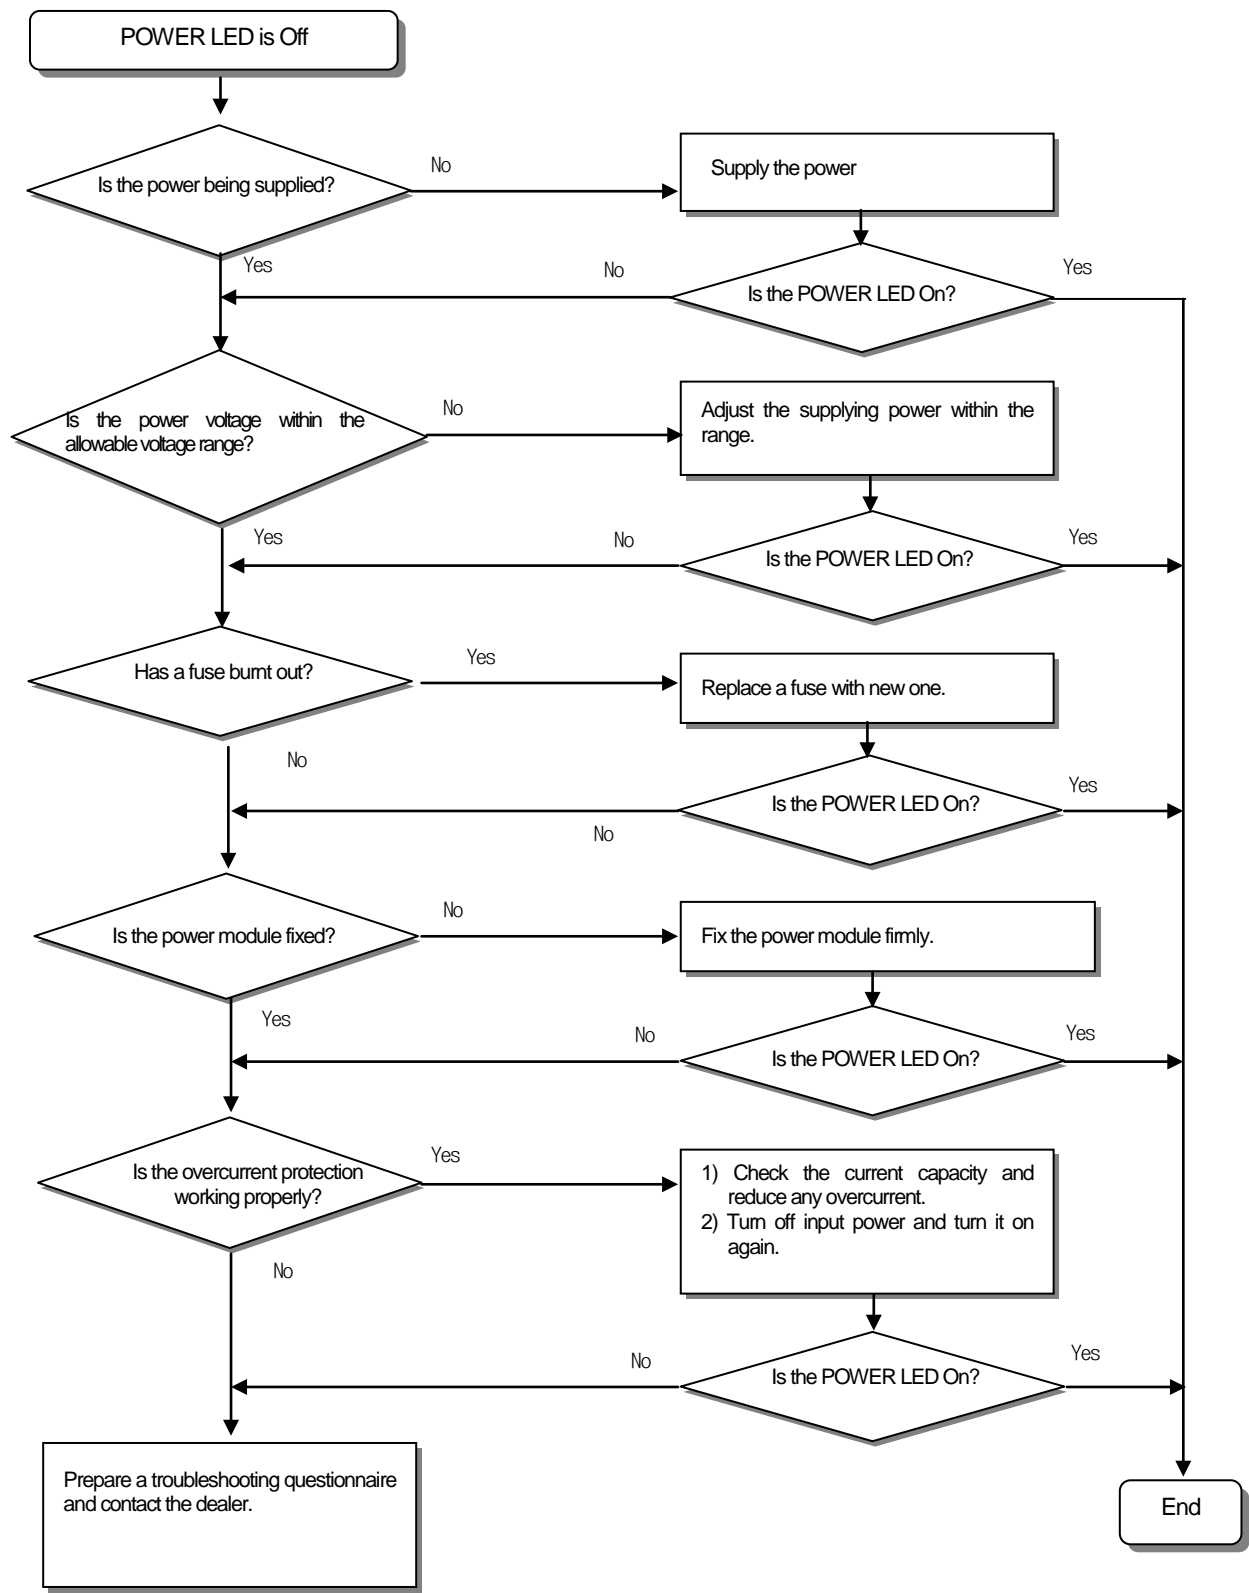 POWER LED is Off
Is the power being supplied?
No
Supply the power
Yes
No
Is the POWER LED On?
Yes
Is the power voltage within the
allowable voltage range?
No
Adjust the supplying power within the
range.
Yes
No
Is the POWER LED On?
Yes
Has a fuse burnt out?
Yes
Replace a fuse with new one.
No
No
Is the POWER LED On?
Yes
Is the power module fixed?
No
Fix the power module firmly.
Yes
No
Is the POWER LED On?
Yes
Is the overcurrent protection
working properly?
Yes
1) Check the current capacity and
reduce any overcurrent.
2) Turn off input power and turn it on
again.
No
No
Is the POWER LED On?
Yes
Prepare a troubleshooting questionnaire
and contact the dealer.
End